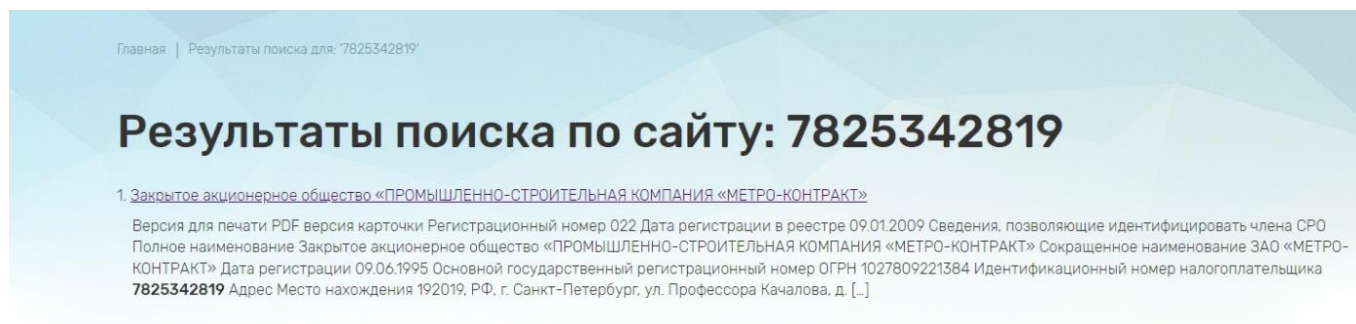 Главная | Результаты поиска для: '7825342819'
Результаты поиска по сайту: 7825342819
1. Закрытое акционерное общество «ПРОМЫШЛЕННО-СТРОИТЕЛЬНАЯ КОМПАНИЯ «МЕТРО-КОНТРАКТ»
Версия для печати PDF версия карточки Регистрационный номер 022 Дата регистрации в реестре 09.01.2009 Сведения, позволяющие идентифицировать члена СРО
Полное наименование Закрытое акционерное общество «ПРОМЫШЛЕННО-СТРОИТЕЛЬНАЯ КОМПАНИЯ «МЕТРО-КОНТРАКТ» Сокращенное наименование ЗАО «МЕТРО-
КОНТРАКТ» Дата регистрации 09.06.1995 Основной государственный регистрационный номер ОГРН 1027809221384 Идентификационный номер налогоплательщика
7825342819 Адрес Место нахождения 192019, РФ, г. Санкт-Петербург, ул. Профессора Качалова, д. [...]